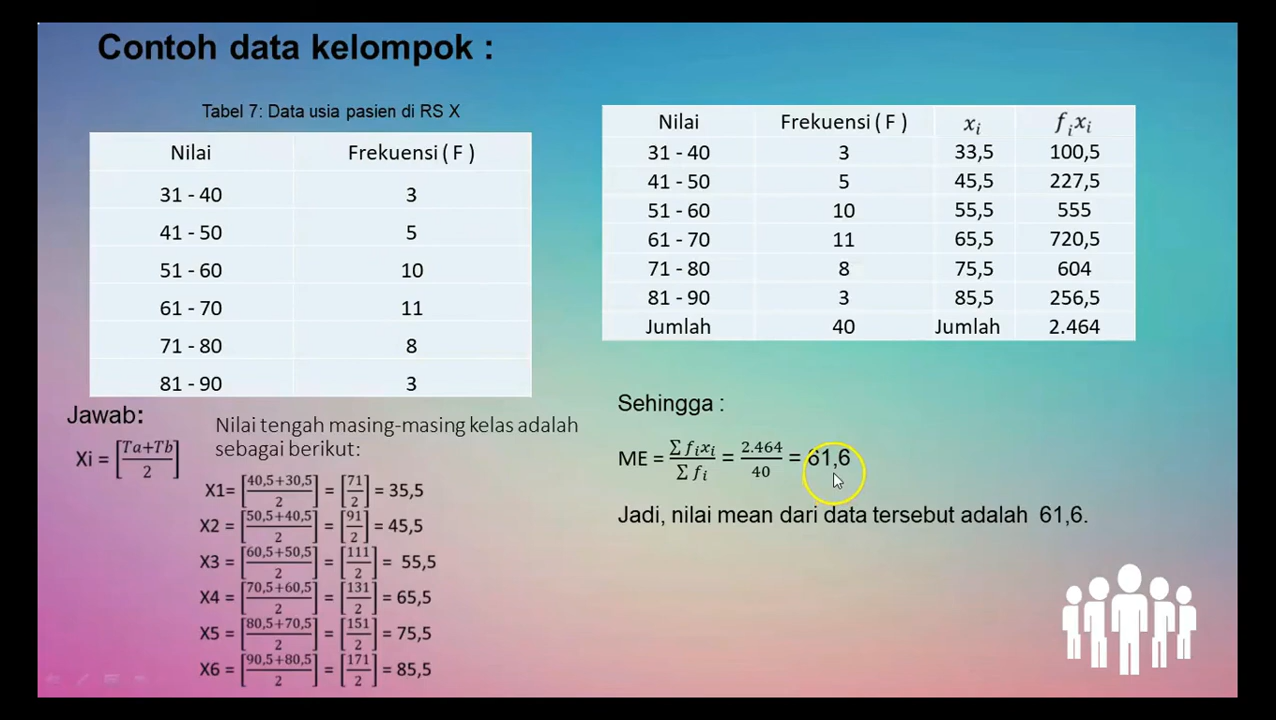 Contoh data kelompok :
Tabel 7: Data usia pasien di RS X
Nilai Frekuensi ( F )
31 - 40 3
41 - 50 5
51 - 60 10
61 - 70 11
71 - 80 8
81 - 90 3
Jawab:
Xi = [Ta+Tb/2]
Nilai tengah masing-masing kelas adalah
sebagai berikut:
X1= [40,5+30,5/2] = [71/2] = 35,5
X2 = [50,5+40,5/2] = [91/2] = 45,5
X3 = [60,5+50,5/2] = [111/2] = 55,5
X4 = [70,5+60,5/2] = [131/2] = 65,5
X5 = [80,5+70,5/2] = [151/2] = 75,5
X6 = [90,5+80,5/2] = [171/2] = 85,5
Nilai Frekuensi ( F ) xᵢ fᵢxᵢ
31 - 40 3 33,5 100,5
41 - 50 5 45,5 227,5
51 - 60 10 55,5 555
61 - 70 11 65,5 720,5
71 - 80 8 75,5 604
81 - 90 3 85,5 256,5
Jumlah 40 Jumlah 2.464
Sehingga :
ME = ∑ fᵢxᵢ/∑ fᵢ = 2.464/40 = 61,6
Jadi, nilai mean dari data tersebut adalah 61,6.